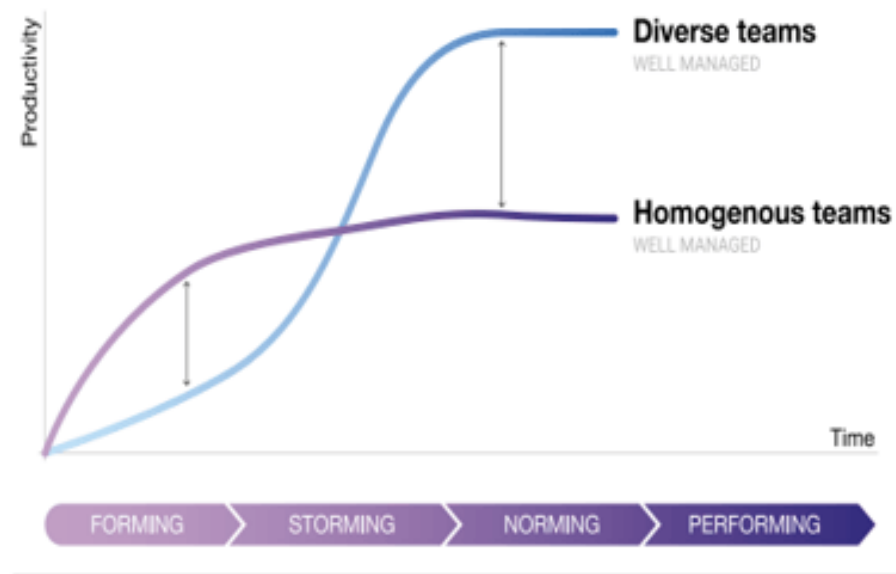 Productivity
Diverse teams
WELL MANAGED
Homogenous teams
WELL MANAGED
Time
FORMING
STORMING
NORMING
PERFORMING